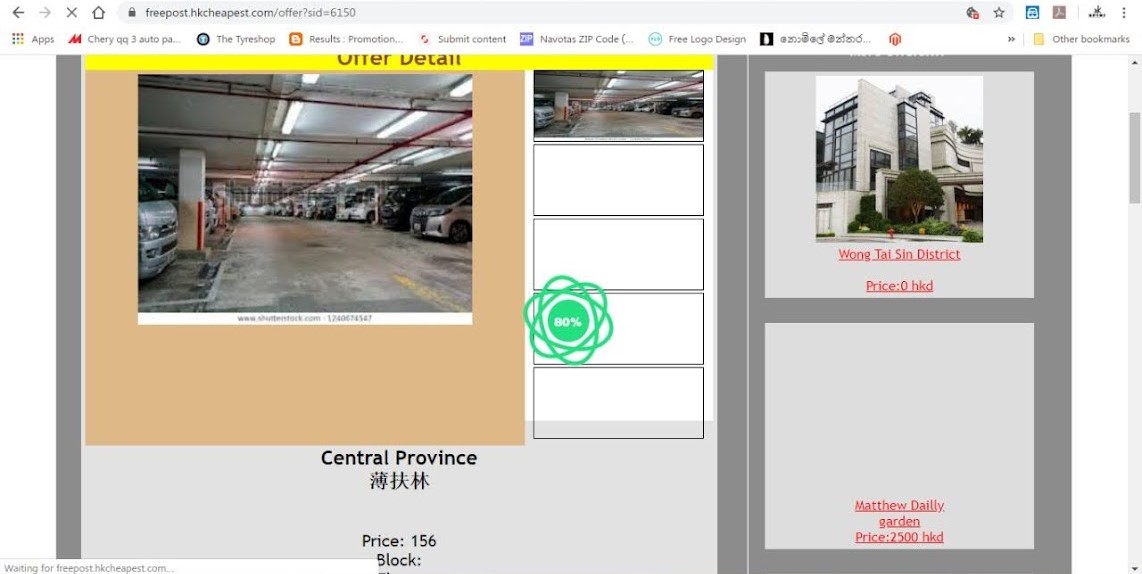 freepost.hkcheapest.com/offer?sid=6150
Apps
Chery qq 3 auto pa...
The Tyreshop
Results : Promotion...
Submit content
ZIP
Navotas ZIP Code (...
Free Logo Design
නොමිලේ මන්තර...
»
Other bookmarks
Offer Detail
shutterstock
www.shutterstock.com · 1240674547
80%
Central Province
薄扶林
Price: 156
Block:
Wong Tai Sin District
Price:0 hkd
Matthew Dailly
garden
Price:2500 hkd
Waiting for freepost.hkcheapest.com...